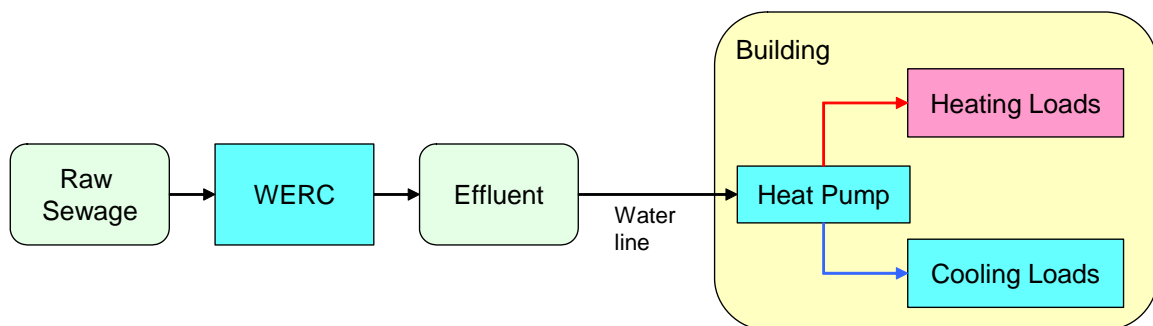 Building
Heating Loads
Raw
Sewage
WERC
Effluent
Water
line
Heat Pump
Cooling Loads